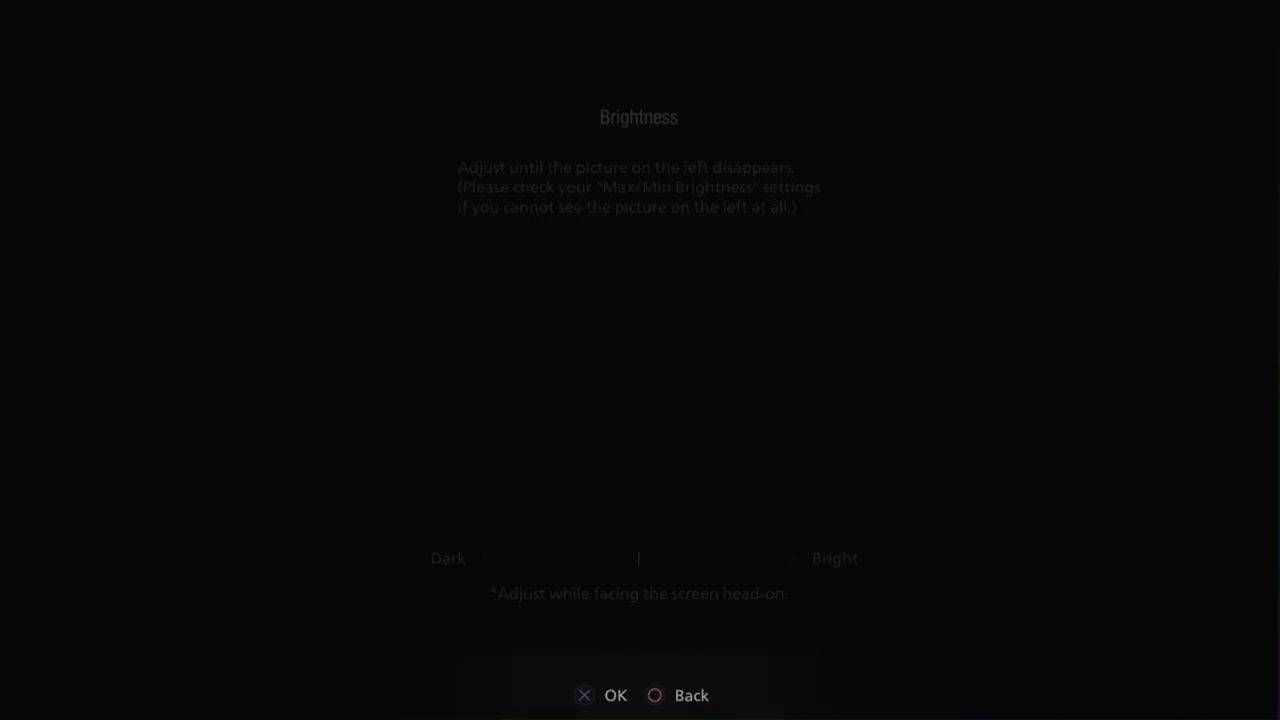 Brightness
Adjust until the picture on the left disappears.
(Please check your "Max/Min Brightness" settings
if you cannot see the picture on the left at all.)
Dark
Bright
*Adjust while facing the screen head-on.
OK Back